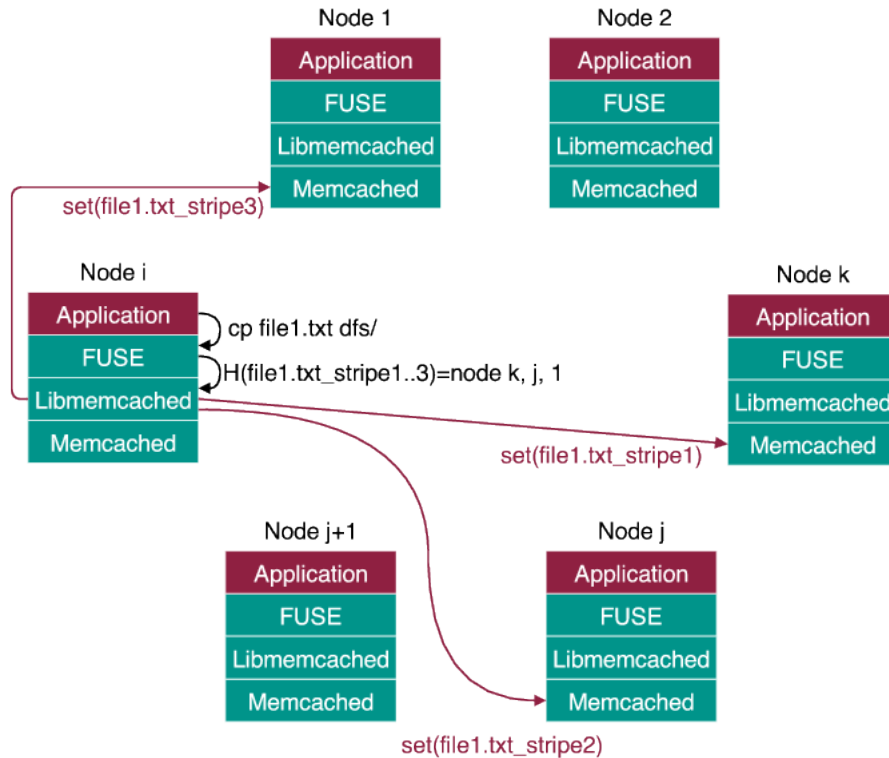 Node 1
Application
FUSE
Libmemcached
Memcached
Node 2
Application
FUSE
Libmemcached
Memcached
set(file1.txt_stripe3)
Node i
Application
FUSE
Libmemcached
Memcached
cp file1.txt dfs/
H(file1.txt_stripe1..3)=node k, j, 1
Node k
Application
FUSE
Libmemcached
Memcached
set(file1.txt_stripe1)
Node j+1
Application
FUSE
Libmemcached
Memcached
Node j
Application
FUSE
Libmemcached
Memcached
set(file1.txt_stripe2)